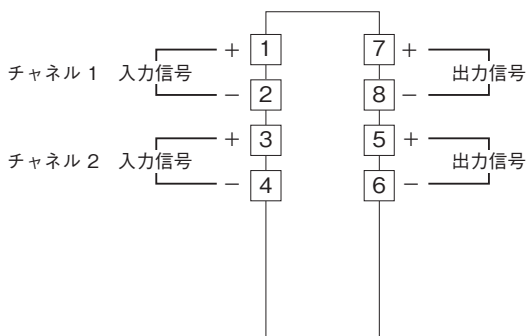 + 1 7 +
チャネル 1 入力信号 出力信号
− 2 8 −
+ 3 5 +
チャネル 2 入力信号 出力信号
− 4 6 −